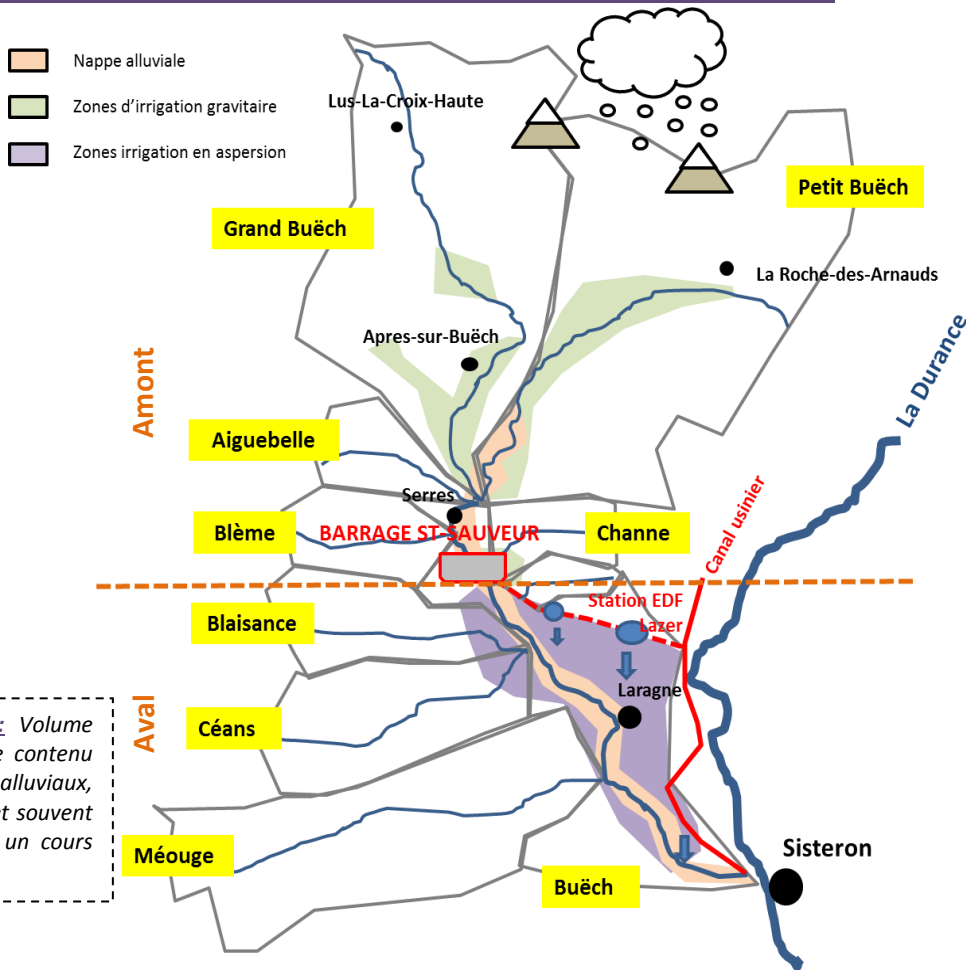 Nappe alluviale
Zones d'irrigation gravitaire
Zones irrigation en aspersion
Lus-La-Croix-Haute
Petit Buëch
Grand Buëch
La Roche-des-Arnauds
Apres-sur-Buëch
La Durance
Amont
Aiguebelle
Serres
Blème
BARRAGE ST-SAUVEUR
Channe
Canal usinier
Station EDF
Lazer
Blaisance
Laragne
Aval
Céans
: Volume
e contenu
alluviaux,
et souvent
un cours
Méouge
Sisteron
Buëch